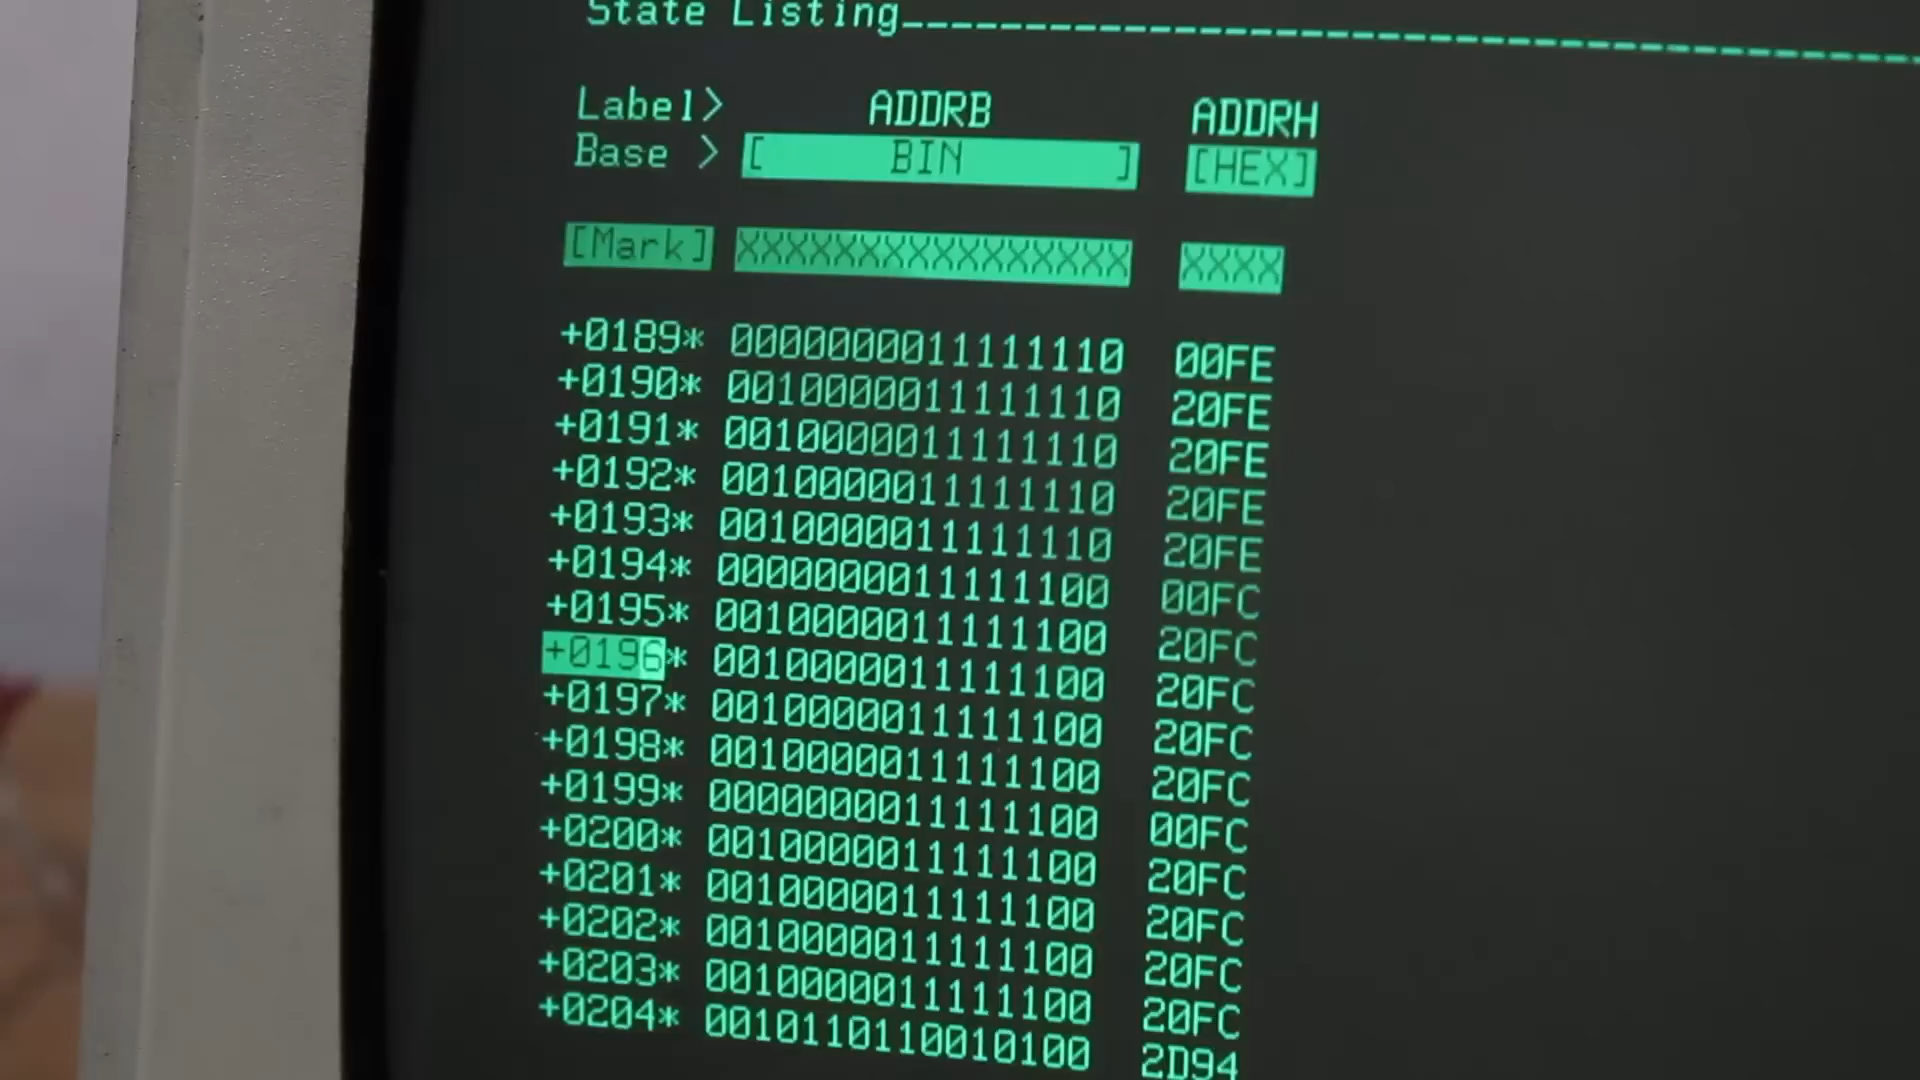 State Listing
Label> ADDRB ADDRH
Base > [ BIN ] [HEX]
[Mark] XXXXXXXXXXXXXXXX XXXX
+0189* 0000000011111110 00FE
+0190* 0010000011111110 20FE
+0191* 0010000011111110 20FE
+0192* 0010000011111110 20FE
+0193* 0010000011111110 20FE
+0194* 0000000011111100 00FC
+0195* 0010000011111100 20FC
+0196* 0010000011111100 20FC
+0197* 0010000011111100 20FC
+0198* 0010000011111100 20FC
+0199* 0000000011111100 00FC
+0200* 0010000011111100 20FC
+0201* 0010000011111100 20FC
+0202* 0010000011111100 20FC
+0203* 0010000011111100 20FC
+0204* 0010110110010100 2D94